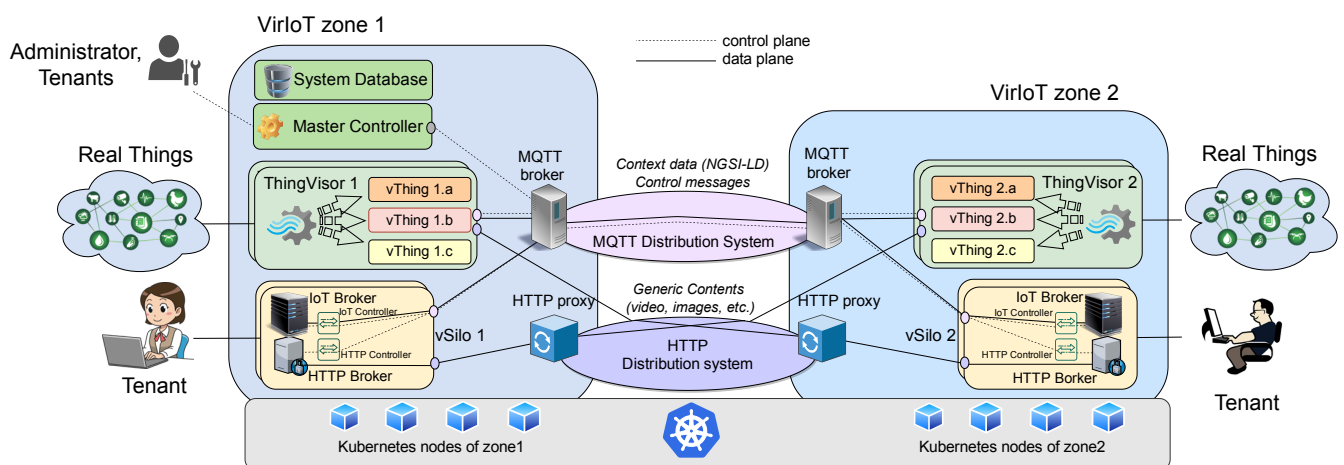 VirIoT zone 1
Administrator,
Tenants
control plane
data plane
System Database
Master Controller
VirIoT zone 2
Real Things
ThingVisor 1
vThing 1.a
vThing 1.b
vThing 1.c
MQTT
broker
Context data (NGSI-LD)
Control messages
MQTT Distribution System
MQTT
broker
vThing 2.a
vThing 2.b
vThing 2.c
ThingVisor 2
Real Things
IoT Broker
IoT Controller
HTTP Controller
HTTP Broker
vSilo 1
HTTP proxy
Generic Contents
(video, images, etc.)
HTTP
Distribution system
HTTP proxy
vSilo 2
IoT Broker
IoT Controller
HTTP Controller
HTTP Borker
Tenant
Tenant
Kubernetes nodes of zone1
Kubernetes nodes of zone2